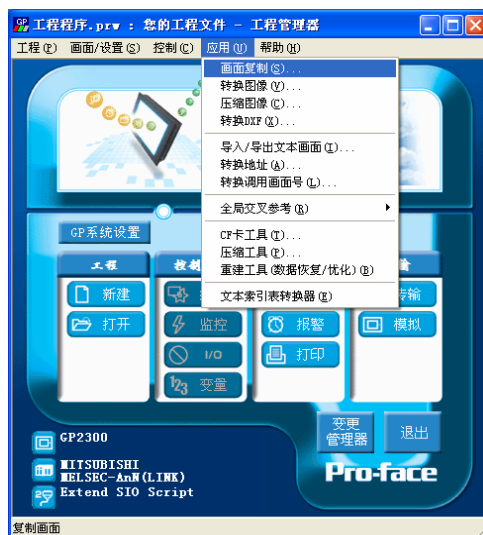 工程程序.prw : 您的工程文件 - 工程管理器
工程(P) 画面/设置(S) 控制(C) 应用(U) 帮助(H)
画面复制(S)...
转换图像(V)...
压缩图像(C)...
转换DXF(X)...
导入/导出文本画面(I)...
转换地址(A)...
转换调用画面号(L)...
全局交叉参考(R)
CF卡工具(T)...
压缩工具(P)...
重建工具(数据恢复/优化)(B)
文本索引表转换器(E)
GP系统设置
工程
新建
打开
监控
I/O
123 变量
报警
打印
传输
模拟
变更管理器
退出
GP2300
MITSUBISHI
MELSEC-AnN(LINK)
Extend SIO Script
Pro-face
复制画面